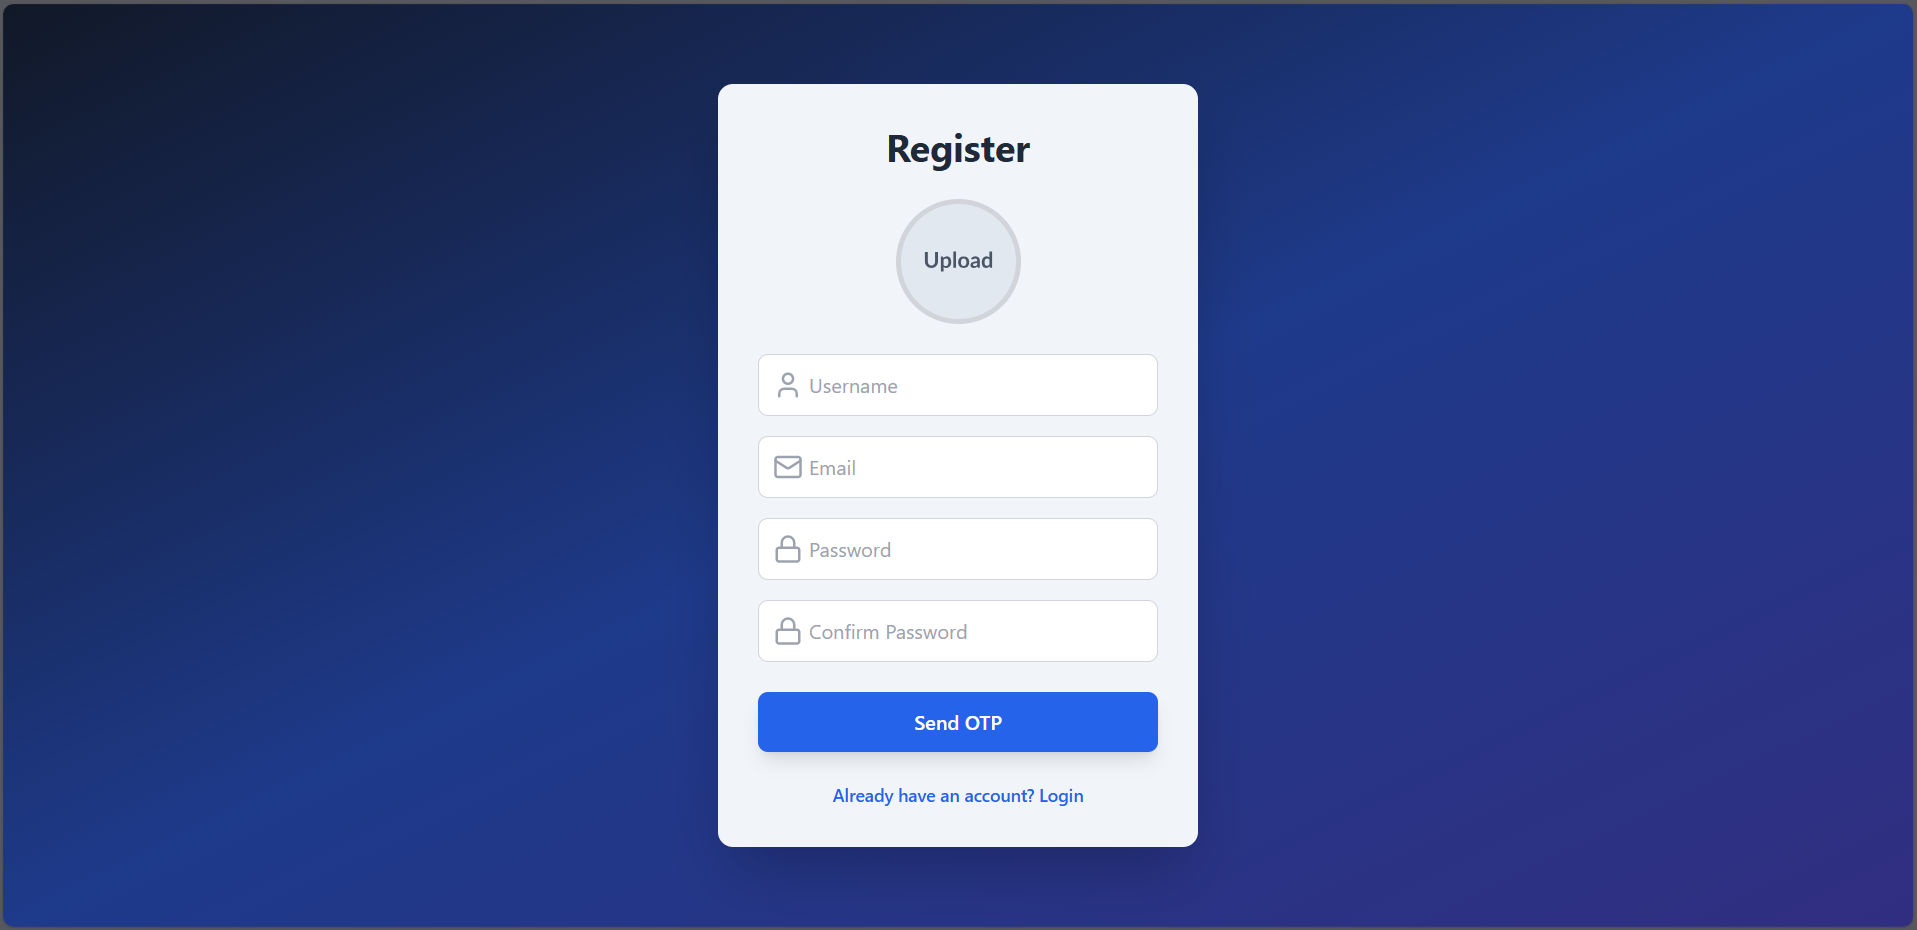 Register
Upload
Username
Email
Password
Confirm Password
Send OTP
Already have an account? Login